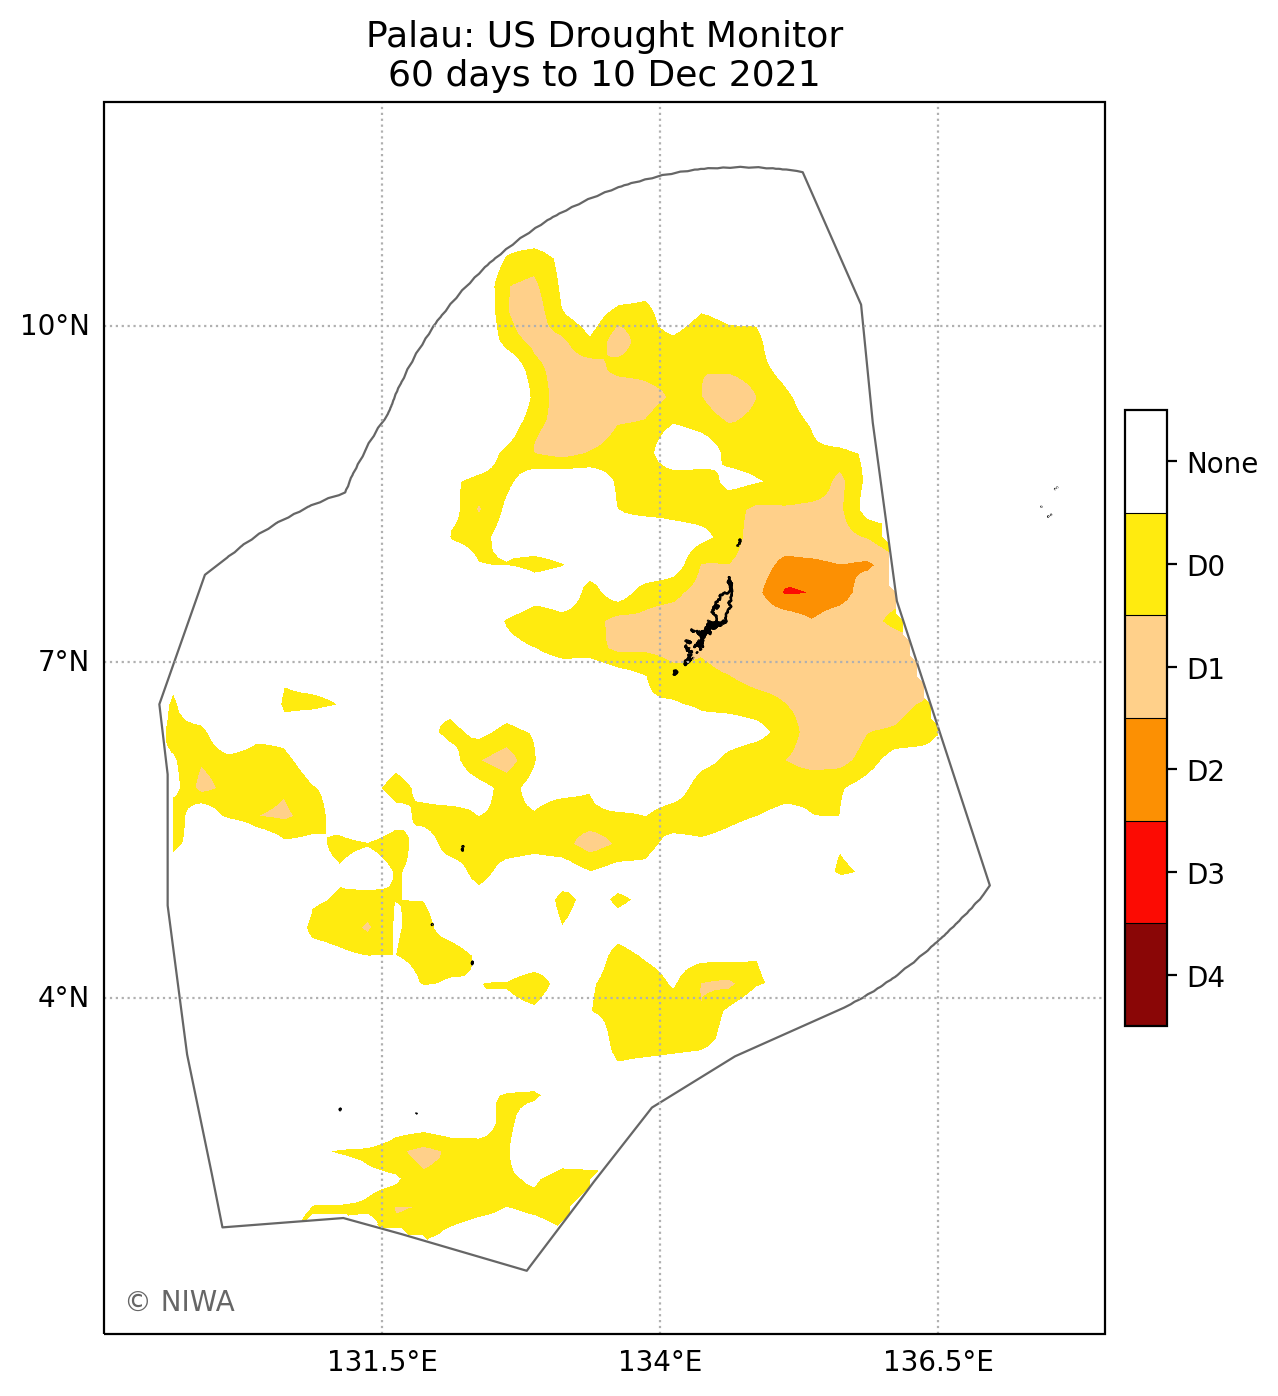 Palau: US Drought Monitor
60 days to 10 Dec 2021
10°N
7°N
4°N
131.5°E
134°E
136.5°E
None
D0
D1
D2
D3
D4
© NIWA